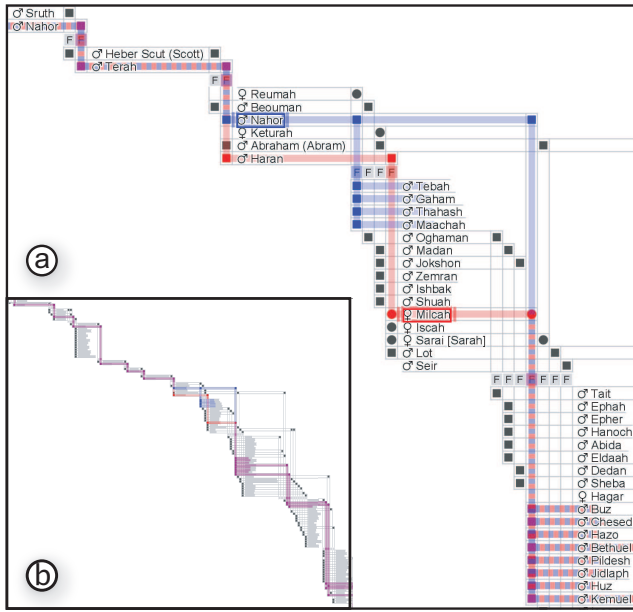 ♂ Sruth
♂ Nahor
F F
♂ Heber Scut (Scott)
♂ Terah
F F
♀ Reumah
♂ Beouman
♂ Nahor
♀ Keturah
♂ Abraham (Abram)
♂ Haran
F F F F
♂ Tebah
♂ Gaham
♂ Thahash
♂ Maachah
♂ Oghaman
♂ Madan
♂ Jokshon
♂ Zemran
♂ Ishbak
♂ Shuah
♀ Milcah
♀ Iscah
♀ Sarai [Sarah]
♂ Lot
♂ Seir
F F F F F F F
♂ Tait
♂ Ephah
♂ Epher
♂ Hanoch
♂ Abida
♂ Eldaah
♂ Dedan
♂ Sheba
♀ Hagar
♂ Buz
♂ Chesed
♂ Hazo
♂ Bethuel
♂ Pildesh
♂ Jidlaph
♂ Huz
♂ Kemuel
a
b